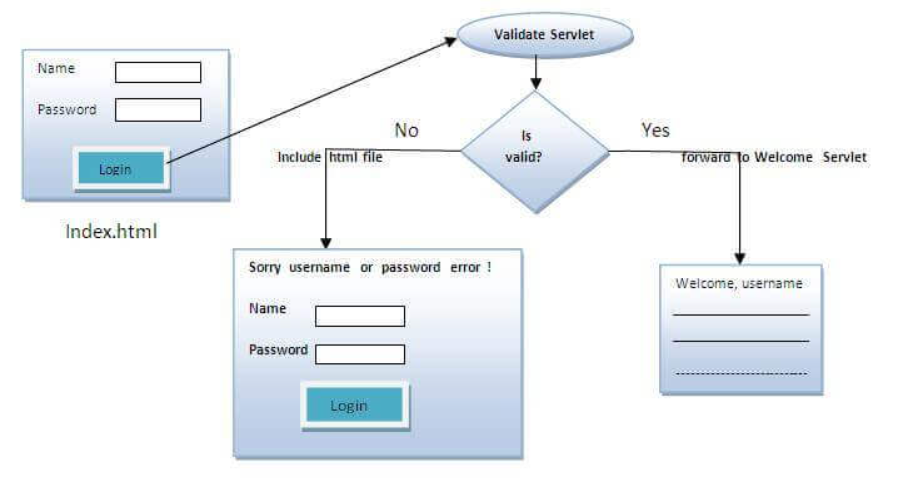 Validate Servlet
Name
Password
Login
Index.html
Is
valid?
No
Yes
Include html file
forward to Welcome Servlet
Sorry username or password error !
Name
Password
Login
Welcome, username